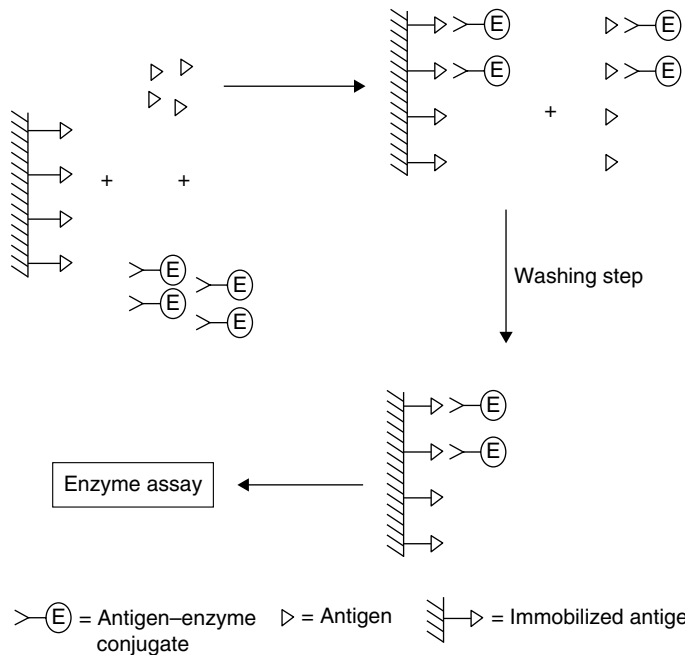 E
E
E
E
+
+
+
E
E
E
E
Washing step
E
E
Enzyme assay
E = Antigen–enzyme
conjugate
= Antigen
= Immobilized antige